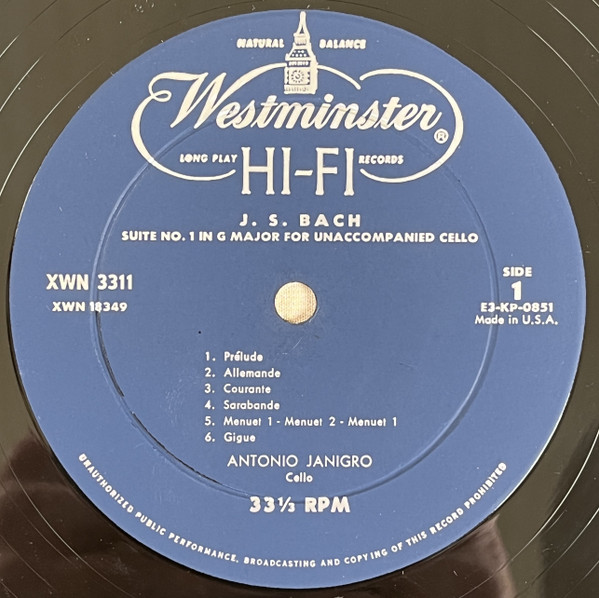 NATURAL BALANCE
Westminster®
LONG PLAY HI-FI RECORDS
J. S. BACH
SUITE NO. 1 IN G MAJOR FOR UNACCOMPANIED CELLO
XWN 3311
XWN 18349
SIDE
1
E3-KP-0851
Made in U.S.A.
1. Prélude
2. Allemande
3. Courante
4. Sarabande
5. Menuet 1 - Menuet 2 - Menuet 1
6. Gigue
ANTONIO JANIGRO
Cello
33⅓ RPM
UNAUTHORIZED PUBLIC PERFORMANCE, BROADCASTING AND COPYING OF THIS RECORD PROHIBITED